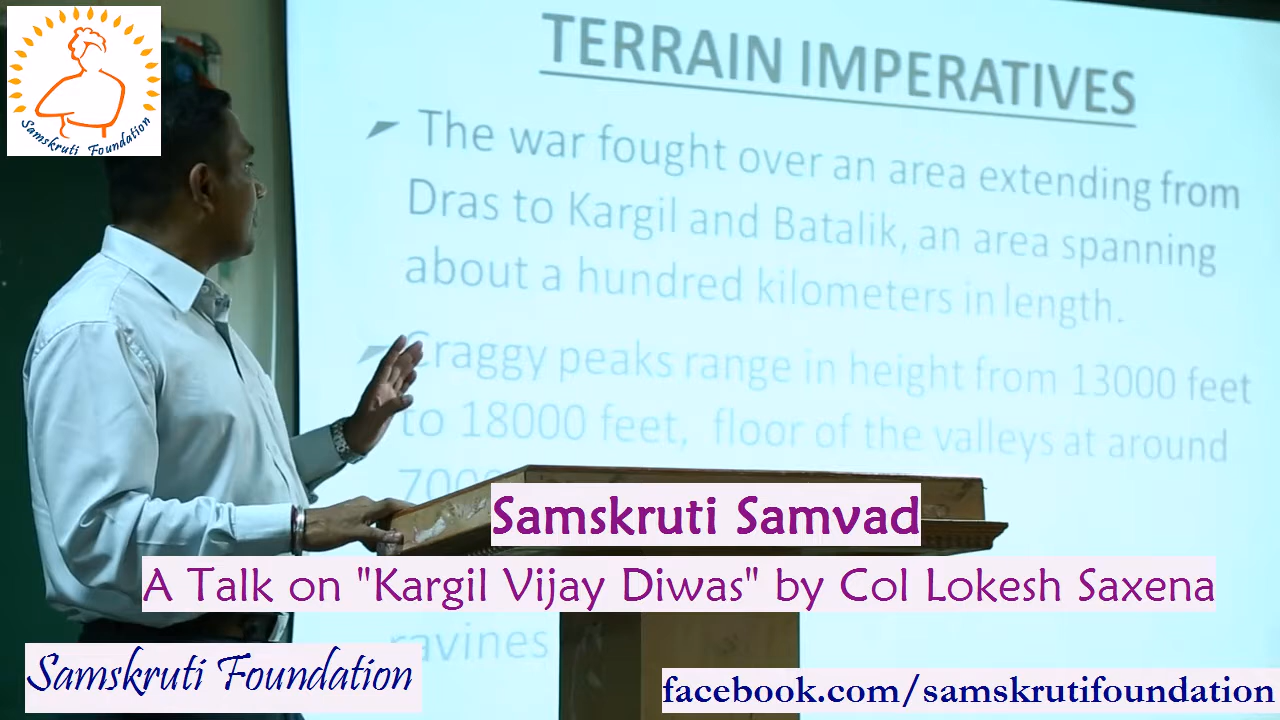 Samskruti Foundation
TERRAIN IMPERATIVES
The war fought over an area extending from
Dras to Kargil and Batalik, an area spanning
about a hundred kilometers in length.
Craggy peaks range in height from 13000 feet
to 18000 feet, floor of the valleys at around
Samskruti Samvad
A Talk on "Kargil Vijay Diwas" by Col Lokesh Saxena
ravines
Samskruti Foundation
facebook.com/samskrutifoundation